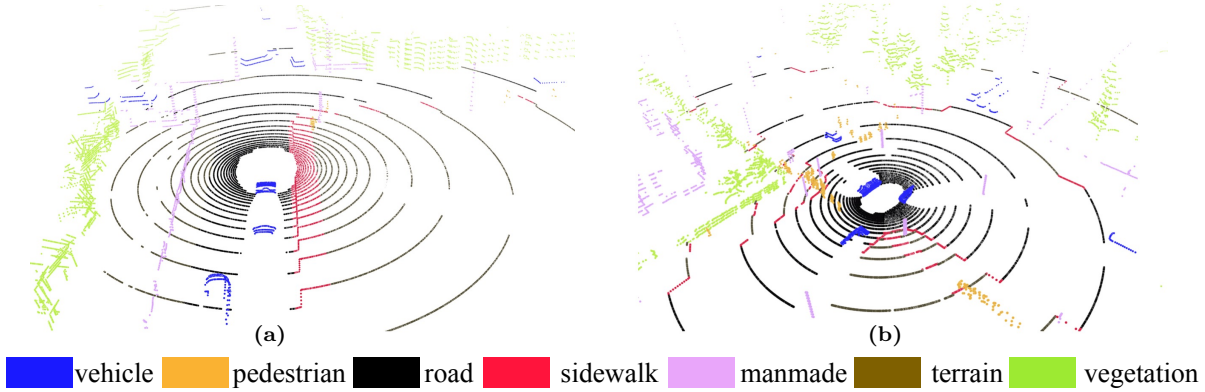 (a)
(b)
vehicle pedestrian road sidewalk manmade terrain vegetation